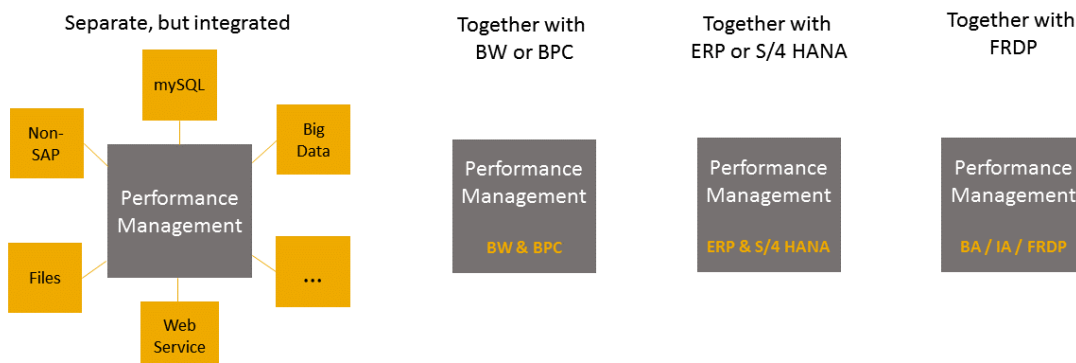 Separate, but integrated
mySQL
Non-
SAP
Big
Data
Performance
Management
Files
...
Web
Service
Together with
BW or BPC
Performance
Management
BW & BPC
Together with
ERP or S/4 HANA
Performance
Management
ERP & S/4 HANA
Together with
FRDP
Performance
Management
BA / IA / FRDP